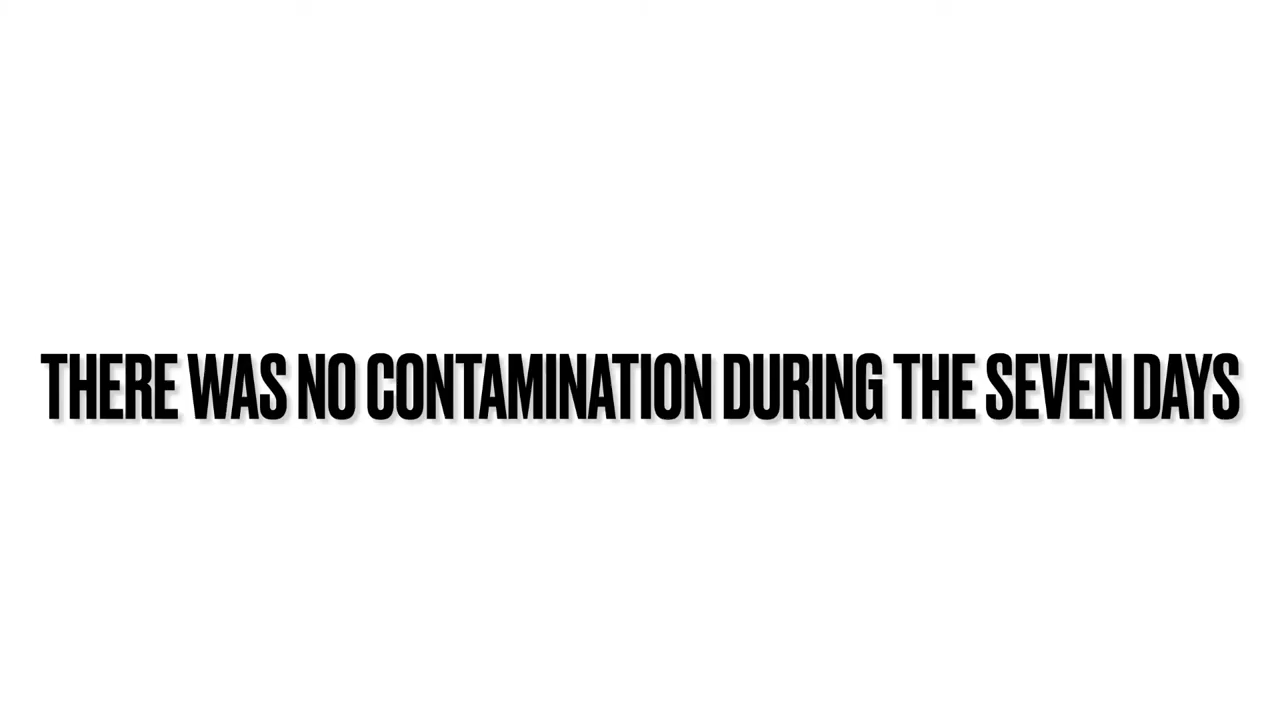 THERE WAS NO CONTAMINATION DURING THE SEVEN DAYS